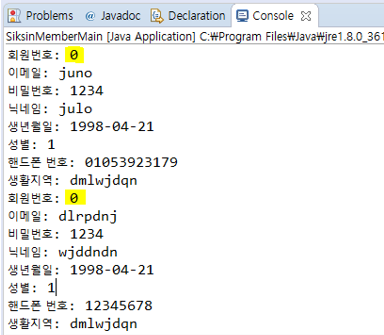 Problems @ Javadoc Declaration Console
SiksinMemberMain [Java Application] C:₩Program Files₩Java₩jre1.8.0_361
회원번호: 0
이메일: juno
비밀번호: 1234
닉네임: julo
생년월일: 1998-04-21
성별: 1
핸드폰 번호: 01053923179
생활지역: dmlwjdqn
회원번호: 0
이메일: dlrpdnj
비밀번호: 1234
닉네임: wjddndn
생년월일: 1998-04-21
성별: 1
핸드폰 번호: 12345678
생활지역: dmlwjdqn